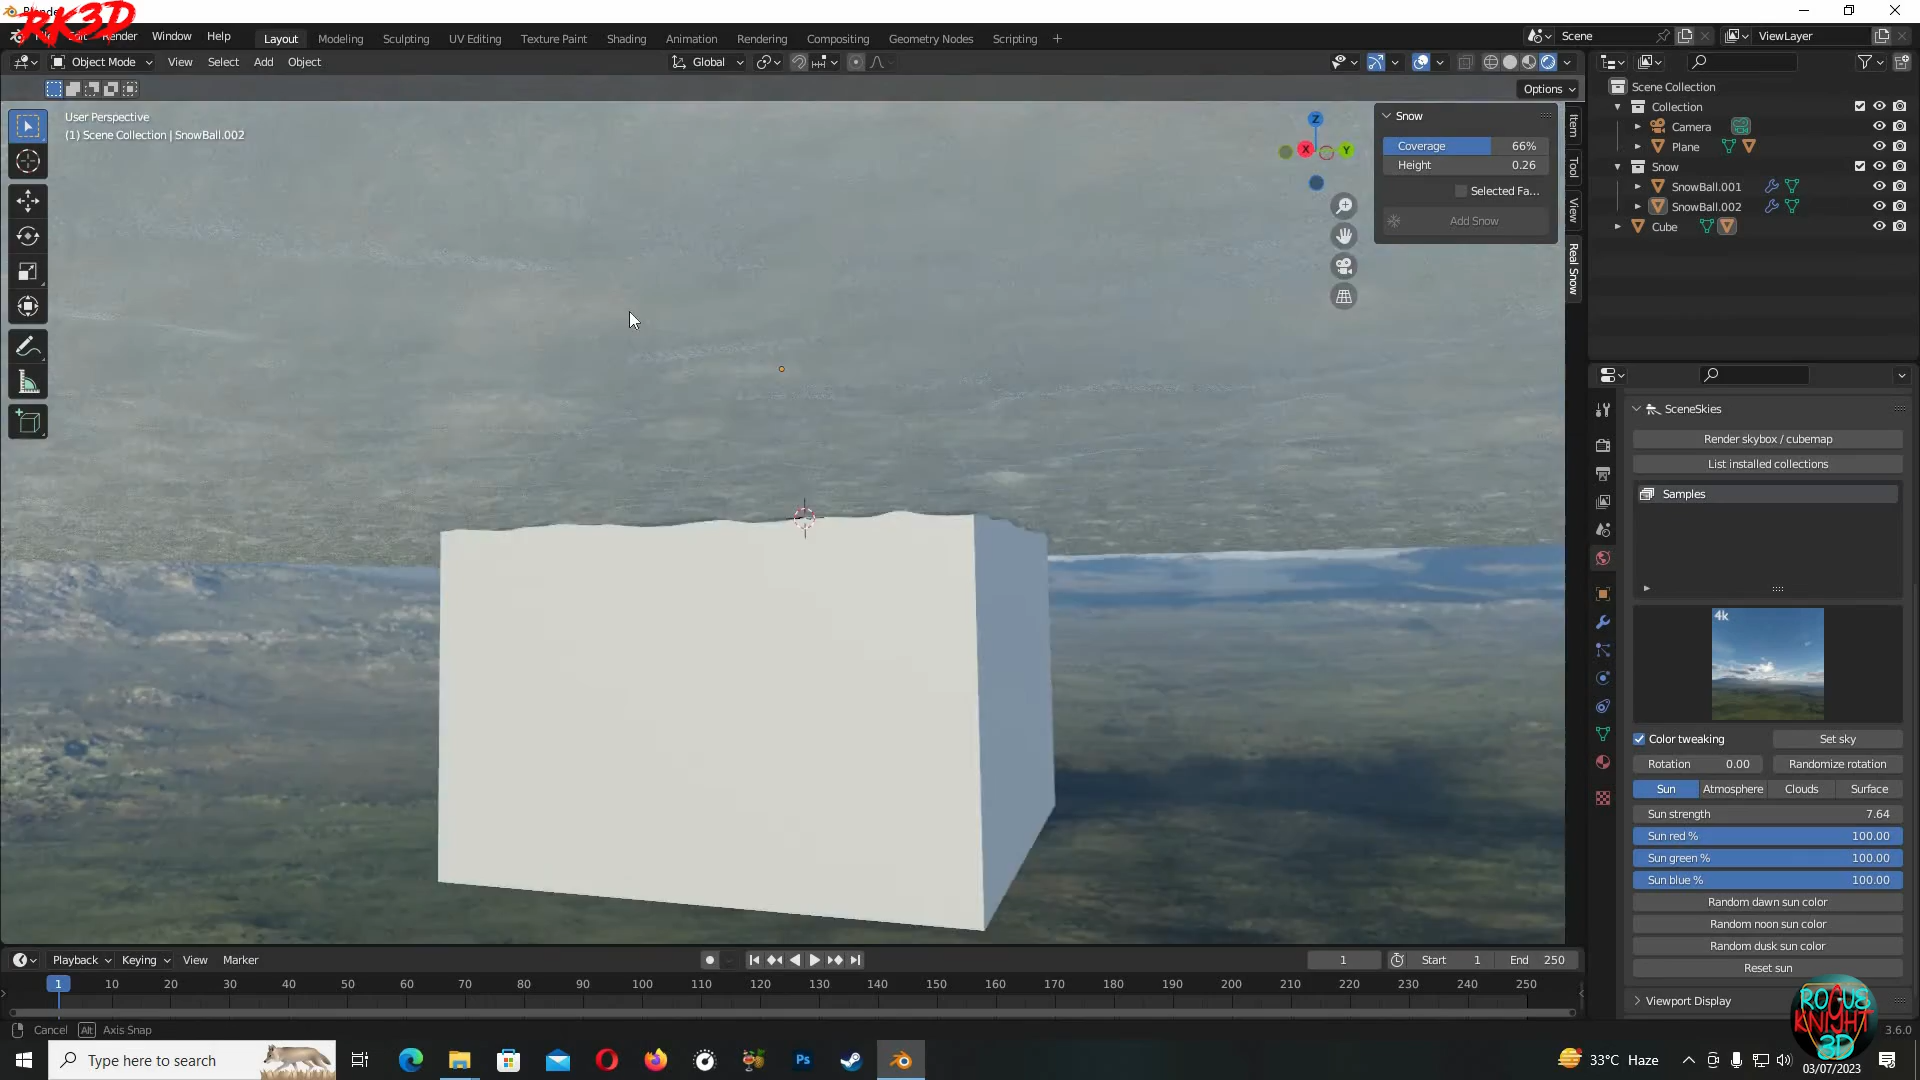 RK3D
Render Window Help
Layout Modeling Sculpting UV Editing Texture Paint Shading Animation Rendering Compositing Geometry Nodes Scripting +
Scene ViewLayer
Object Mode View Select Add Object Global
Options
User Perspective
(1) Scene Collection | SnowBall.002
Z
X
Y
Snow
Coverage 66%
Height 0.26
Selected Fa...
Add Snow
Item
Tool
View
Real Snow
Scene Collection
Collection
Camera
Plane
Snow
SnowBall.001
SnowBall.002
Cube
SceneSkies
Render skybox / cubemap
List installed collections
Samples
4k
Color tweaking Set sky
Rotation 0.00 Randomize rotation
Sun Atmosphere Clouds Surface
Sun strength 7.64
Sun red % 100.00
Sun green % 100.00
Sun blue % 100.00
Random dawn sun color
Random noon sun color
Random dusk sun color
Reset sun
Viewport Display
Playback Keying View Marker 1 Start 1 End 250
1 10 20 30 40 50 60 70 80 90 100 110 120 130 140 150 160 170 180 190 200 210 220 230 240 250
Cancel Alt Axis Snap
3.6.0
ROGUE
KNIGHT
3D
Type here to search
Ps
33°C Haze
03/07/2023